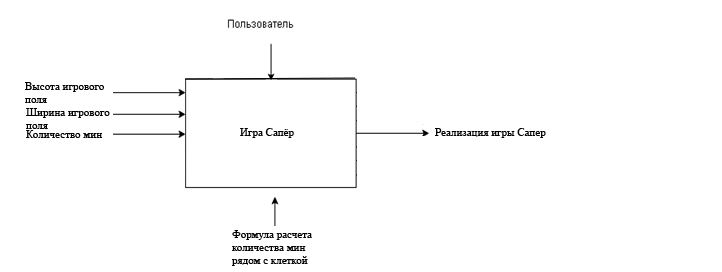 Пользователь
Высота игрового
поля
Ширина игрового
поля
Количество мин
Игра Сапёр
Реализация игры Сапер
Формула расчета
количества мин
рядом с клеткой